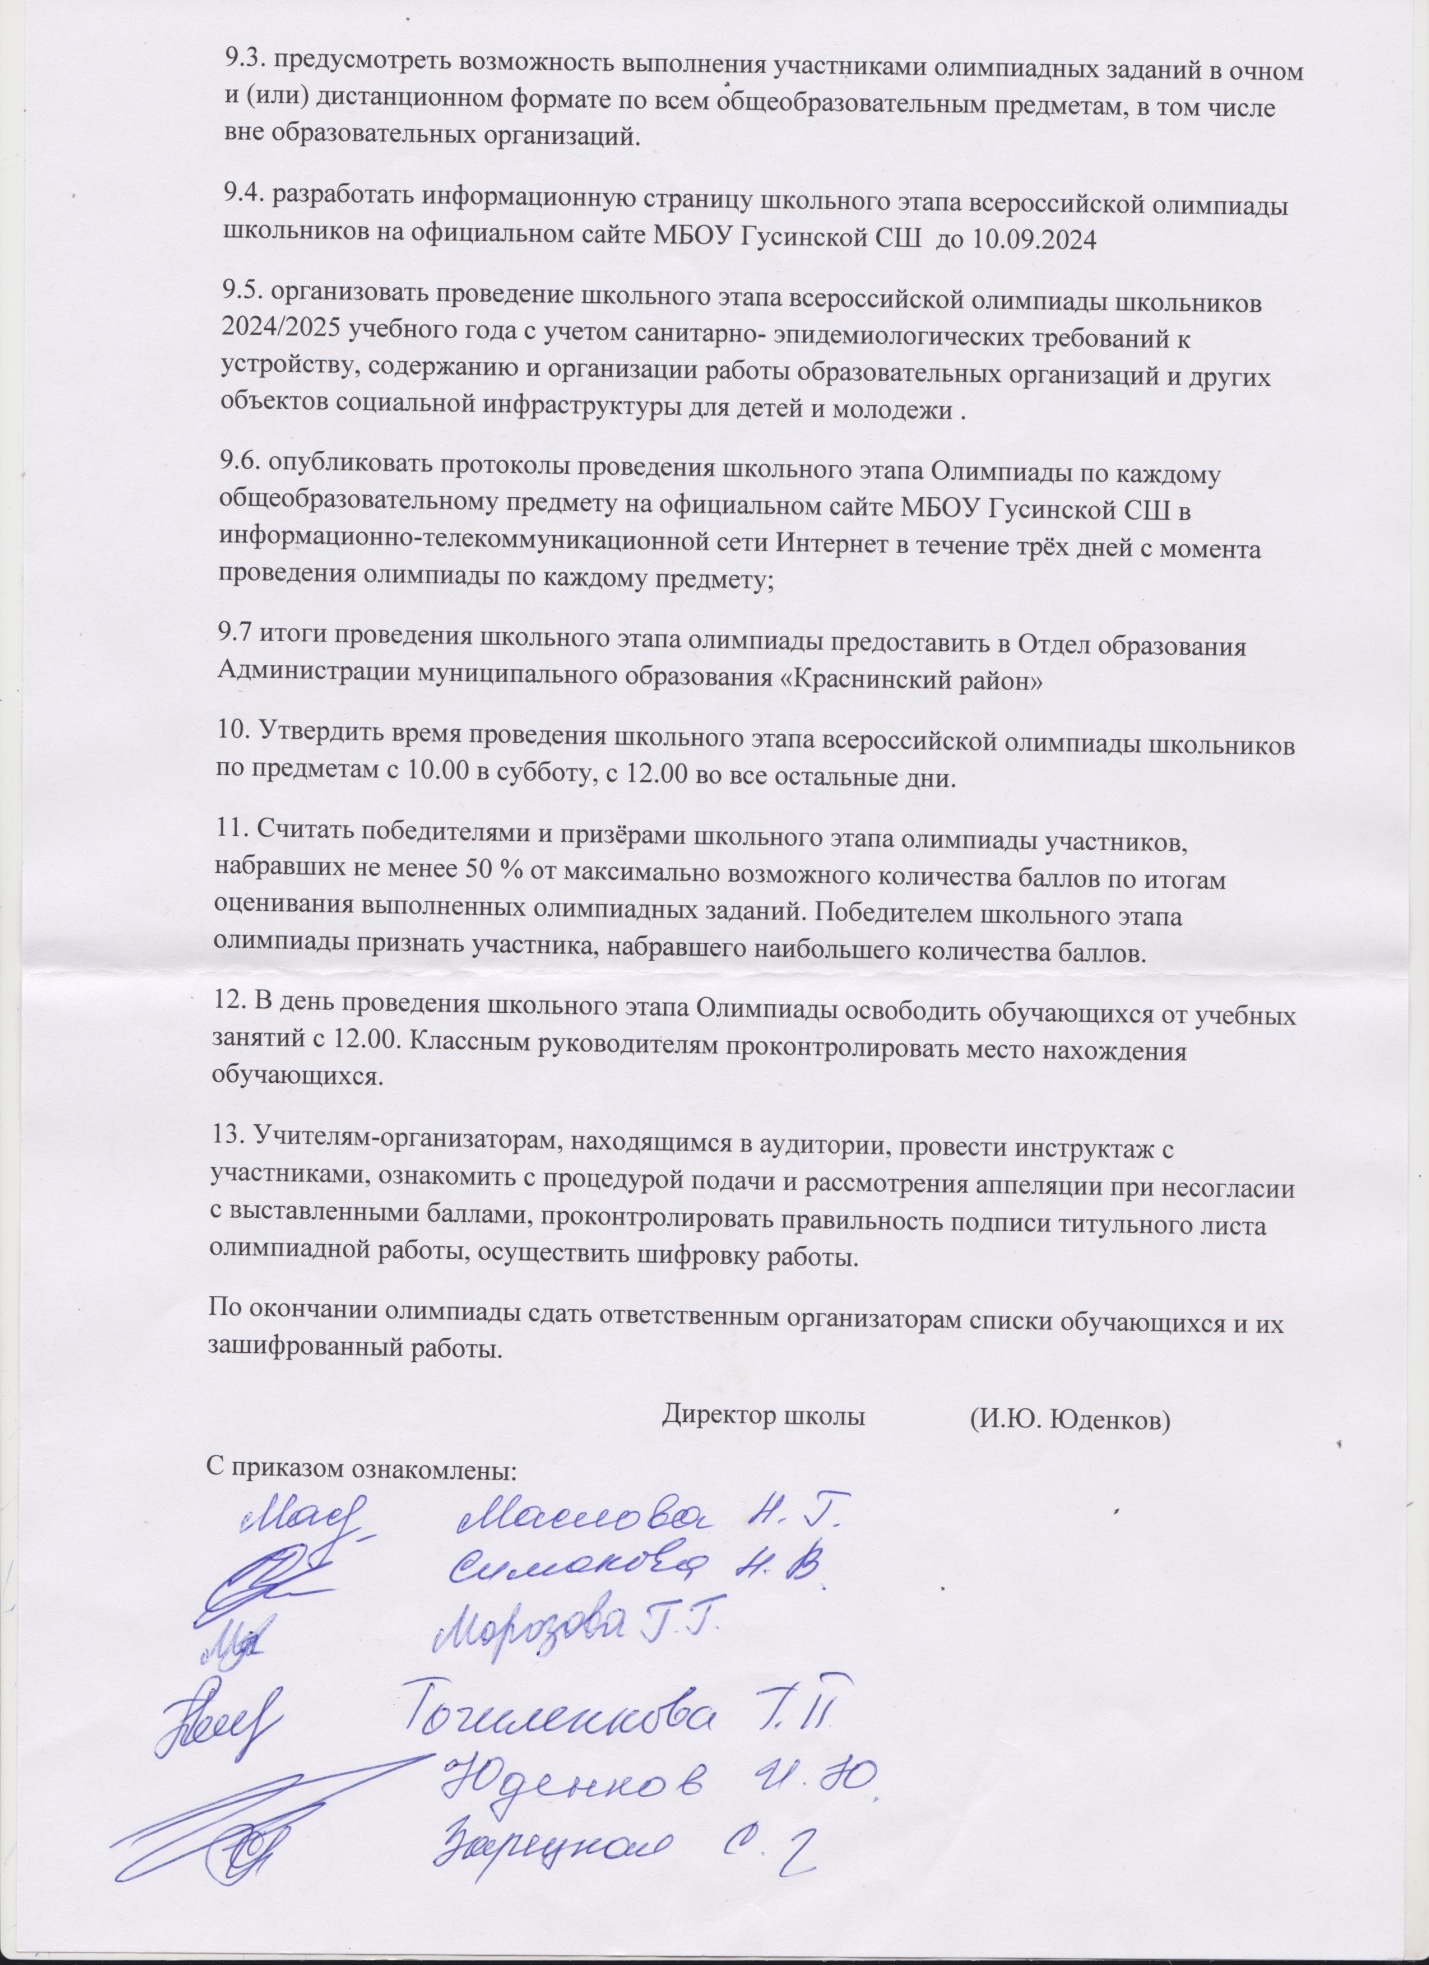 9.3. предусмотреть возможность выполнения участниками олимпиадных заданий в очном
и (или) дистанционном формате по всем общеобразовательным предметам, в том числе
вне образовательных организаций.
9.4. разработать информационную страницу школьного этапа всероссийской олимпиады
школьников на официальном сайте МБОУ Гусинской СШ до 10.09.2024
9.5. организовать проведение школьного этапа всероссийской олимпиады школьников
2024/2025 учебного года с учетом санитарно- эпидемиологических требований к
устройству, содержанию и организации работы образовательных организаций и других
объектов социальной инфраструктуры для детей и молодежи .
9.6. опубликовать протоколы проведения школьного этапа Олимпиады по каждому
общеобразовательному предмету на официальном сайте МБОУ Гусинской СШ в
информационно-телекоммуникационной сети Интернет в течение трёх дней с момента
проведения олимпиады по каждому предмету;
9.7 итоги проведения школьного этапа олимпиады предоставить в Отдел образования
Администрации муниципального образования «Краснинский район»
10. Утвердить время проведения школьного этапа всероссийской олимпиады школьников
по предметам с 10.00 в субботу, с 12.00 во все остальные дни.
11. Считать победителями и призёрами школьного этапа олимпиады участников,
набравших не менее 50 % от максимально возможного количества баллов по итогам
оценивания выполненных олимпиадных заданий. Победителем школьного этапа
олимпиады признать участника, набравшего наибольшего количества баллов.
12. В день проведения школьного этапа Олимпиады освободить обучающихся от учебных
занятий с 12.00. Классным руководителям проконтролировать место нахождения
обучающихся.
13. Учителям-организаторам, находящимся в аудитории, провести инструктаж с
участниками, ознакомить с процедурой подачи и рассмотрения аппеляции при несогласии
с выставленными баллами, проконтролировать правильность подписи титульного листа
олимпиадной работы, осуществить шифровку работы.
По окончании олимпиады сдать ответственным организаторам списки обучающихся и их
зашифрованный работы.
Директор школы (И.Ю. Юденков)
С приказом ознакомлены:
Маслова Н. Г.
Симакова Н. В.
Морозова Г. Г.
Точиленкова Т. П
Юденков И. Ю.
Зарецкая С. Г